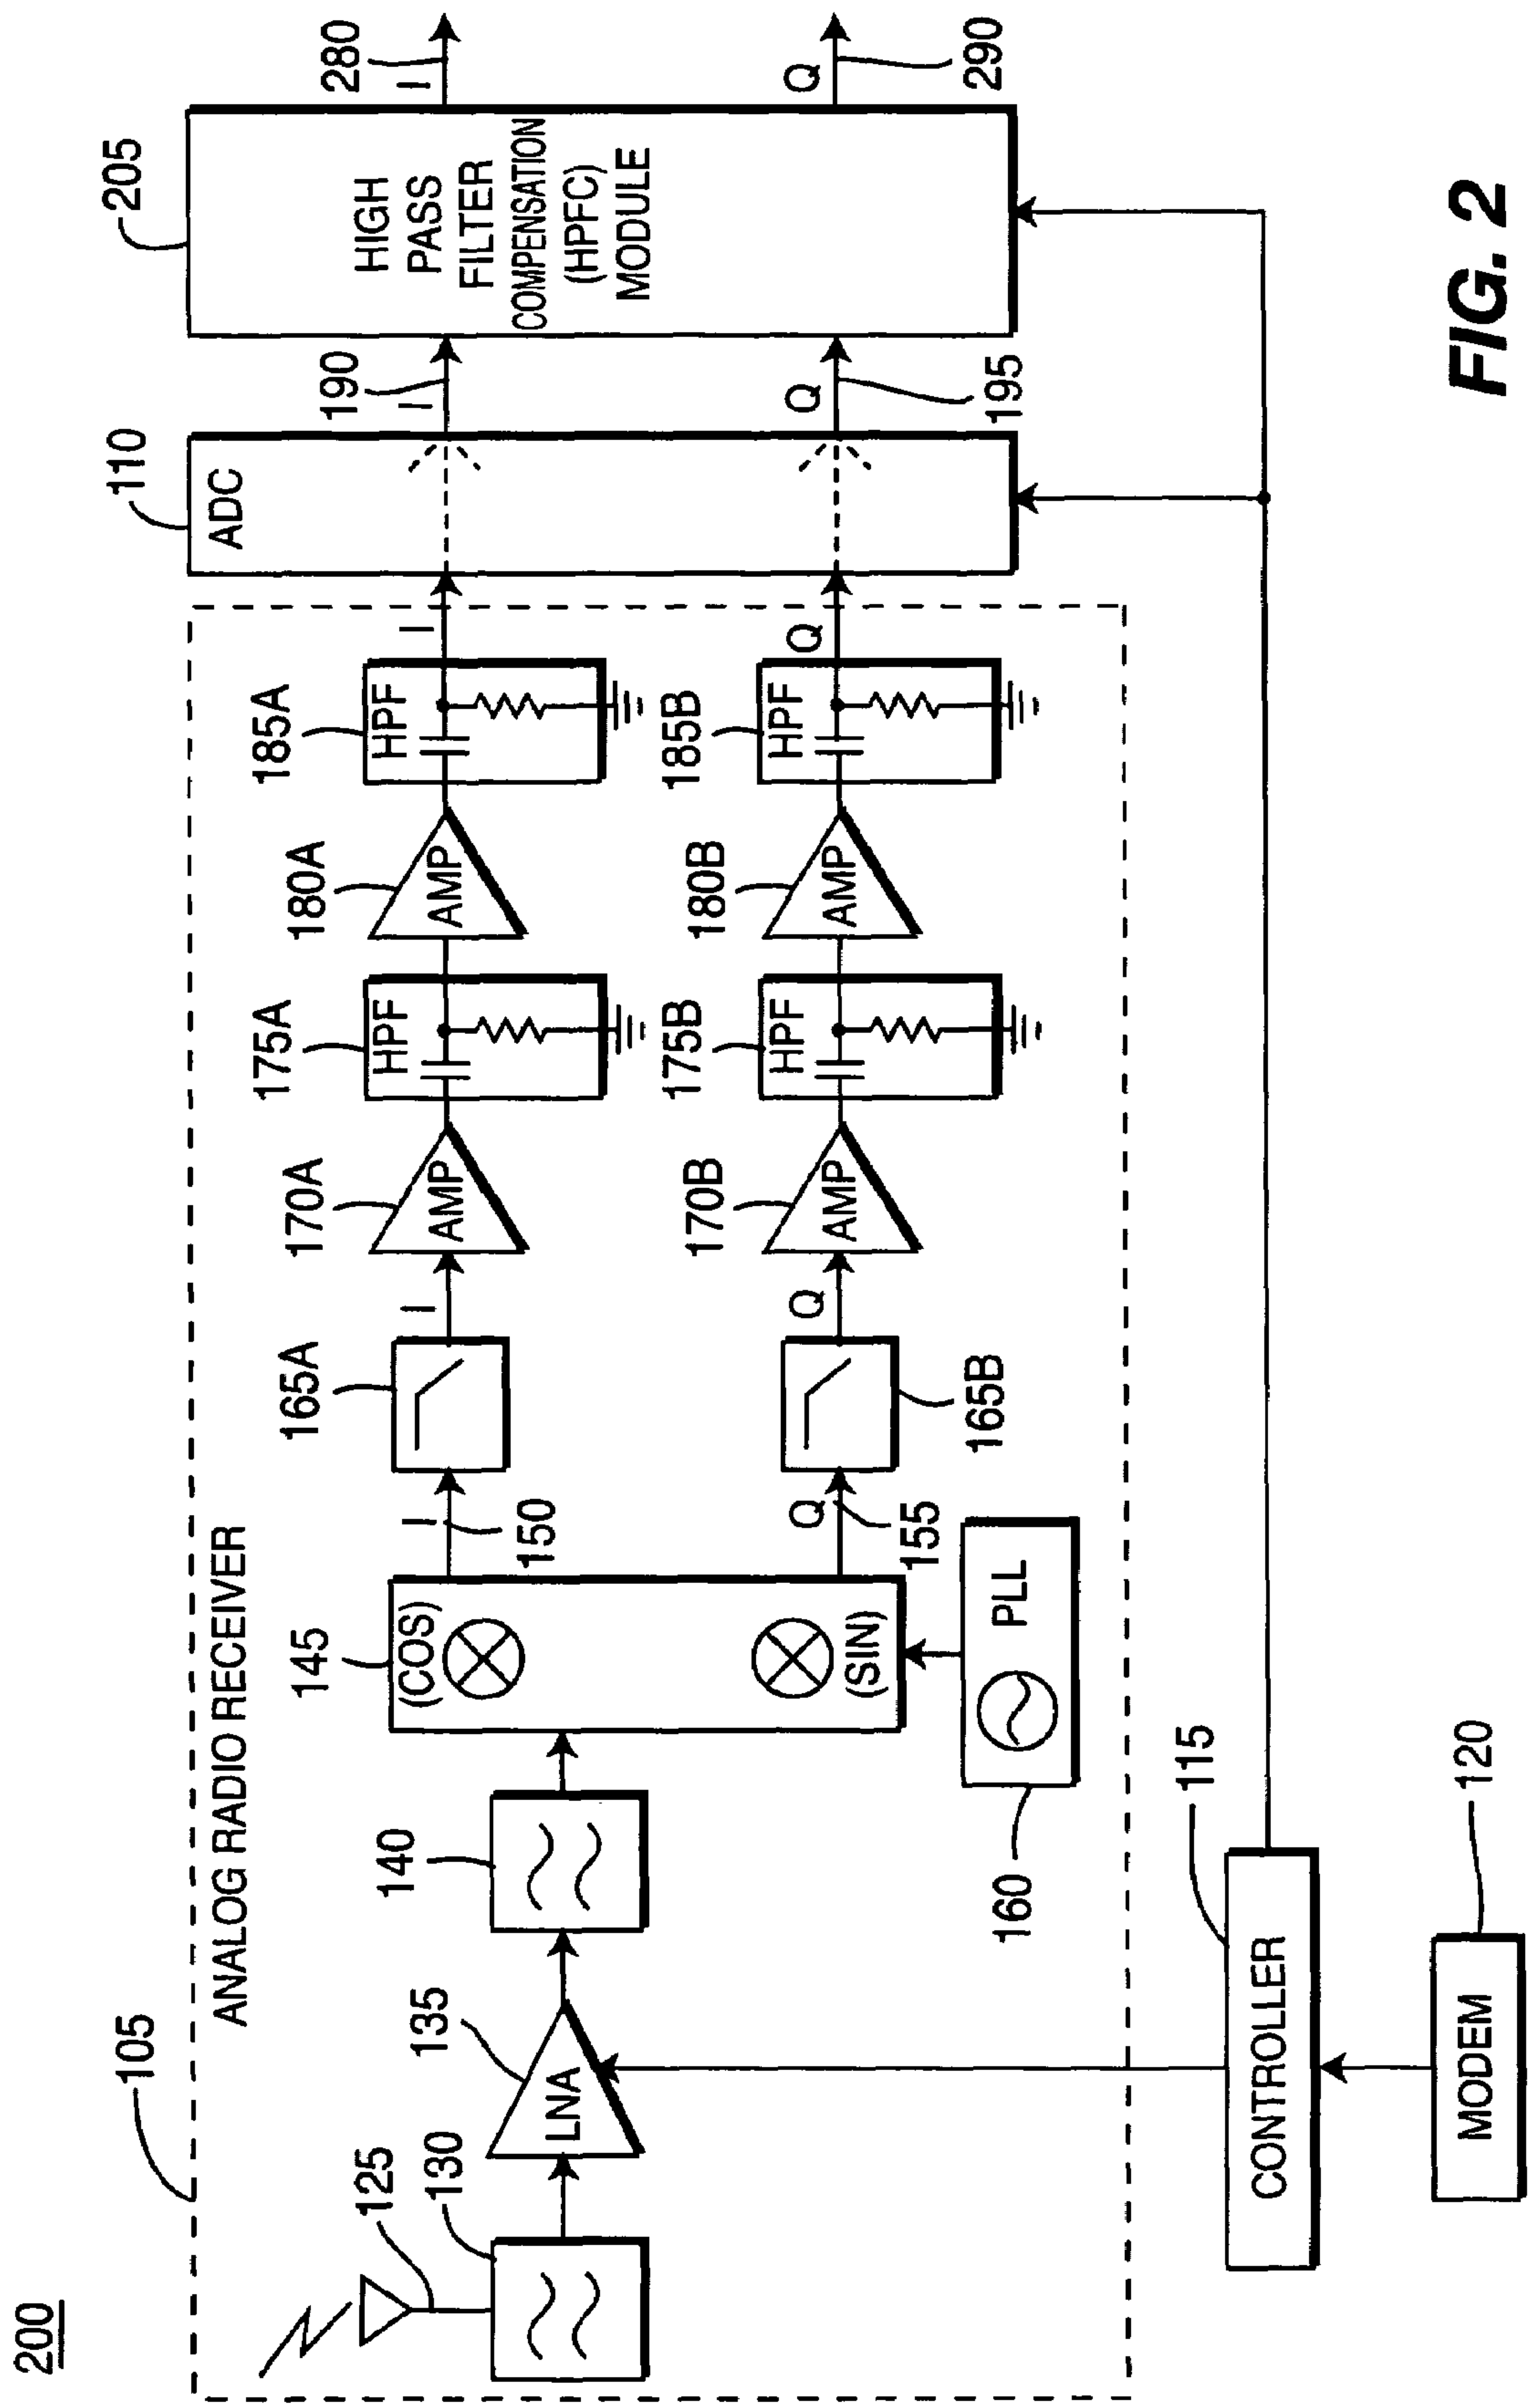 200
105
ANALOG RADIO RECEIVER
125
130
LNA
135
140
145
(COS)
(SIN)
PLL
160
I
150
Q
155
165A
165B
I
Q
170A
AMP
170B
AMP
175A
HPF
175B
HPF
180A
AMP
180B
AMP
185A
HPF
185B
HPF
I
Q
110
ADC
I
190
Q
195
205
HIGH
PASS
FILTER
COMPENSATION
(HPFC)
MODULE
I
280
Q
290
115
CONTROLLER
120
MODEM
FIG. 2